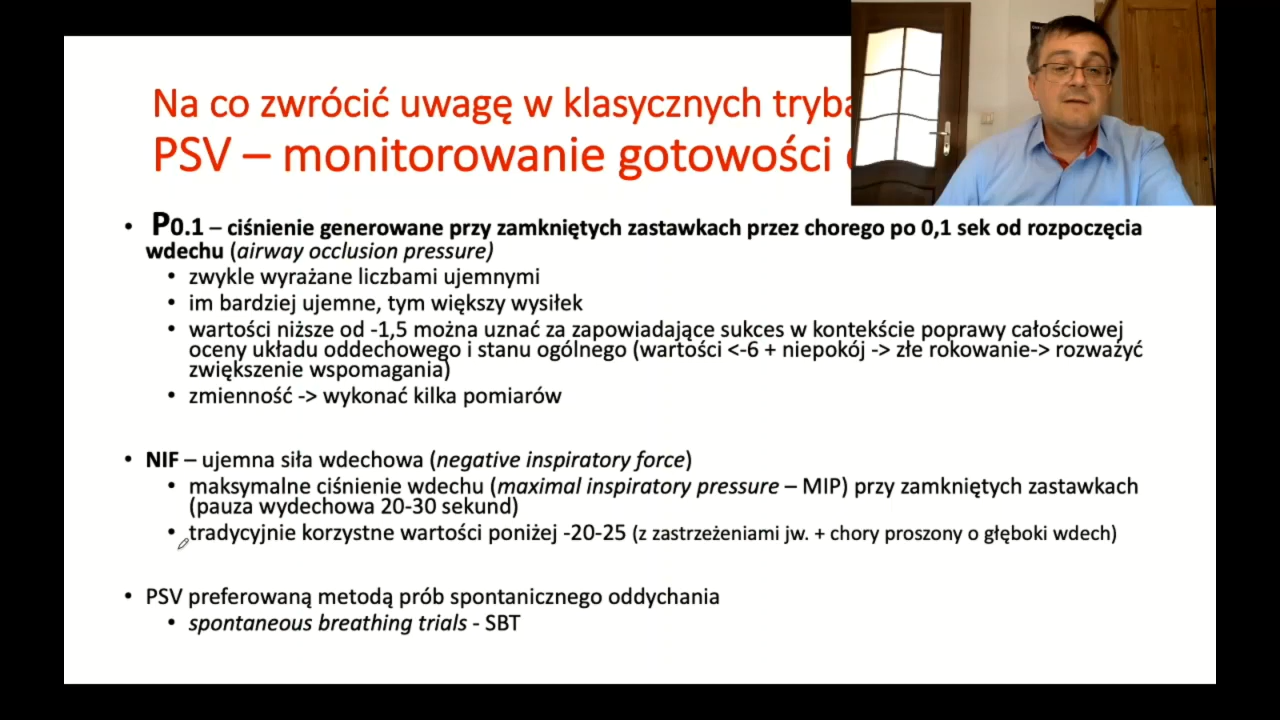 Na co zwrócić uwagę w klasycznych
PSV – monitorowanie gotowości
• P0.1 – ciśnienie generowane przy zamkniętych zastawkach przez chorego po 0,1 sek od rozpoczęcia
wdechu (airway occlusion pressure)
• zwykle wyrażane liczbami ujemnymi
• im bardziej ujemne, tym większy wysiłek
• wartości niższe od -1,5 można uznać za zapowiadające sukces w kontekście poprawy całościowej
oceny układu oddechowego i stanu ogólnego (wartości <-6 + niepokój -> złe rokowanie-> rozważyć
zwiększenie wspomagania)
• zmienność -> wykonać kilka pomiarów
• NIF – ujemna siła wdechowa (negative inspiratory force)
• maksymalne ciśnienie wdechu (maximal inspiratory pressure – MIP) przy zamkniętych zastawkach
(pauza wydechowa 20-30 sekund)
• tradycyjnie korzystne wartości poniżej -20-25 (z zastrzeżeniami jw. + chory proszony o głęboki wdech)
• PSV preferowaną metodą prób spontanicznego oddychania
• spontaneous breathing trials - SBT